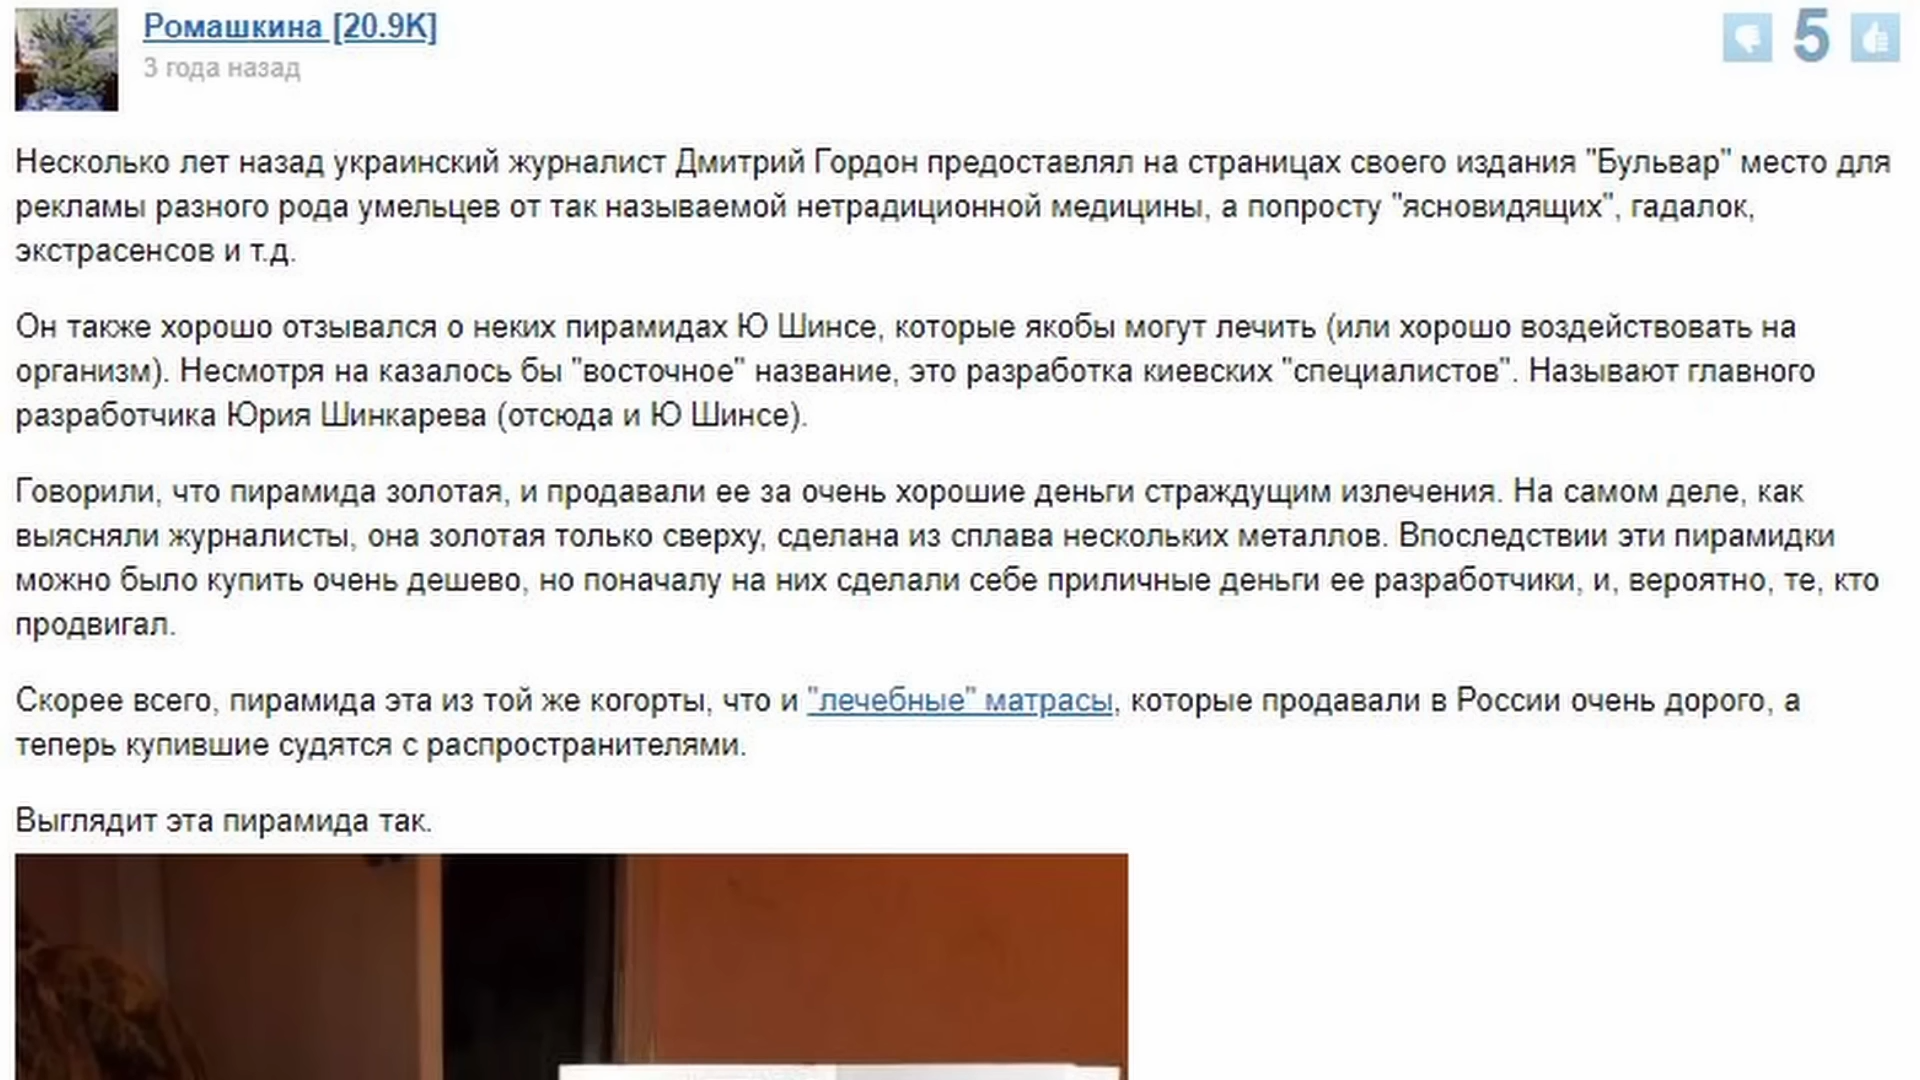 Ромашкина [20.9K]
5
3 года назад
Несколько лет назад украинский журналист Дмитрий Гордон предоставлял на страницах своего издания "Бульвар" место для
рекламы разного рода умельцев от так называемой нетрадиционной медицины, а попросту "ясновидящих", гадалок,
экстрасенсов и т.д.
Он также хорошо отзывался о неких пирамидах Ю Шинсе, которые якобы могут лечить (или хорошо воздействовать на
организм). Несмотря на казалось бы "восточное" название, это разработка киевских "специалистов". Называют главного
разработчика Юрия Шинкарева (отсюда и Ю Шинсе).
Говорили, что пирамида золотая, и продавали ее за очень хорошие деньги страждущим излечения. На самом деле, как
выясняли журналисты, она золотая только сверху, сделана из сплава нескольких металлов. Впоследствии эти пирамидки
можно было купить очень дешево, но поначалу на них сделали себе приличные деньги ее разработчики, и, вероятно, те, кто
продвигал.
Скорее всего, пирамида эта из той же когорты, что и "лечебные" матрасы, которые продавали в России очень дорого, а
теперь купившие судятся с распространителями.
Выглядит эта пирамида так.